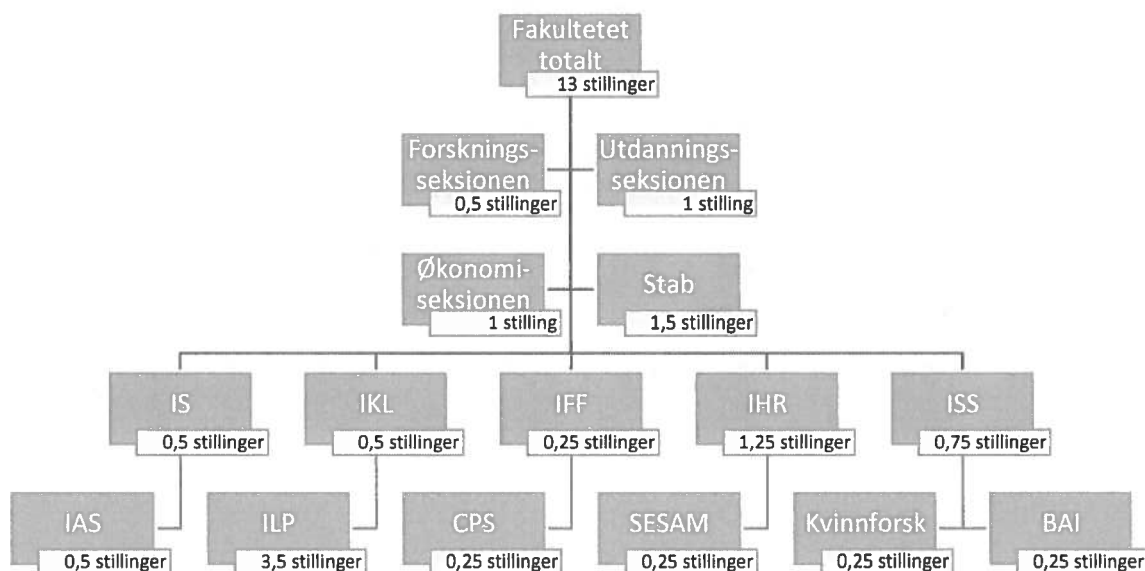 Fakultetet
totalt
13 stillinger
Forsknings-
seksjonen
0,5 stillinger
Utdannings-
seksjonen
1 stilling
Økonomi-
seksjonen
1 stilling
Stab
1,5 stillinger
IS
0,5 stillinger
IKL
0,5 stillinger
IFF
0,25 stillinger
IHR
1,25 stillinger
ISS
0,75 stillinger
IAS
0,5 stillinger
ILP
3,5 stillinger
CPS
0,25 stillinger
SESAM
0,25 stillinger
Kvinnforsk
0,25 stillinger
BAI
0,25 stillinger